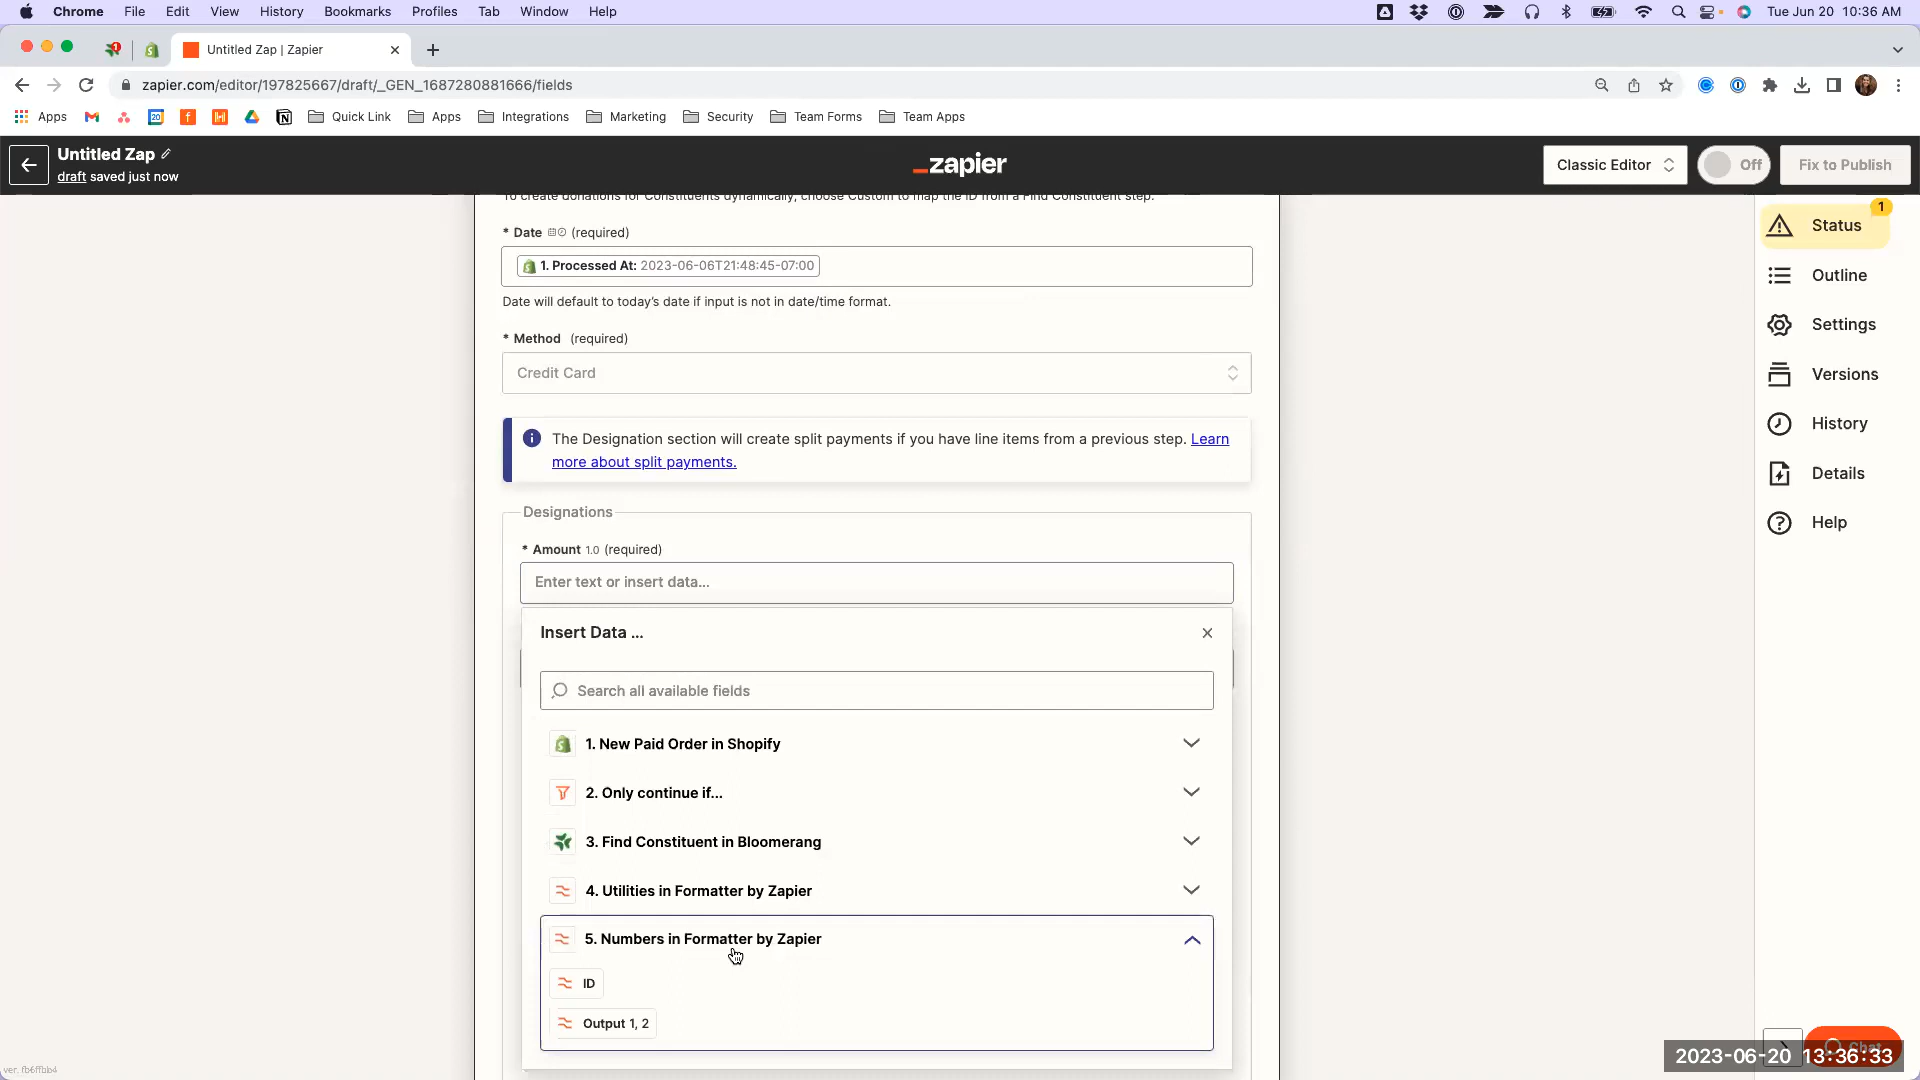 Chrome File Edit View History Bookmarks Profiles Tab Window Help Tue Jun 20 10:36 AM
1 Untitled Zap | Zapier
zapier.com/editor/197825667/draft/_GEN_1687280881666/fields
Apps Quick Link Apps Integrations Marketing Security Team Forms Team Apps
Untitled Zap
draft saved just now
_zapier
Classic Editor Off Fix to Publish
To create donations for Constituents dynamically, choose Custom to map the ID from a Find Constituent step.
* Date (required)
1. Processed At: 2023-06-06T21:48:45-07:00
Date will default to today's date if input is not in date/time format.
* Method (required)
Credit Card
The Designation section will create split payments if you have line items from a previous step. Learn
more about split payments.
Designations
* Amount 1.0 (required)
Enter text or insert data...
Insert Data ...
Search all available fields
1. New Paid Order in Shopify
2. Only continue if...
3. Find Constituent in Bloomerang
4. Utilities in Formatter by Zapier
5. Numbers in Formatter by Zapier
ID
Output 1, 2
1
Status
Outline
Settings
Versions
History
Details
Help
Chat
2023-06-20 13:36:33
ver. fb6ffbb4